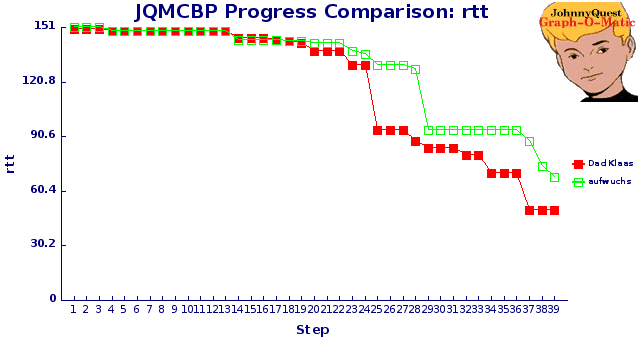 JQMCBP Progress Comparison: rtt
JohnnyQuest
Graph-O-Matic
151
120.8
90.6
60.4
30.2
0
rtt
DadKlaas
aufwuchs
1 2 3 4 5 6 7 8 9 10 11 12 13 14 15 16 17 18 19 20 21 22 23 24 25 26 27 28 29 30 31 32 33 34 35 36 37 38 39
Step